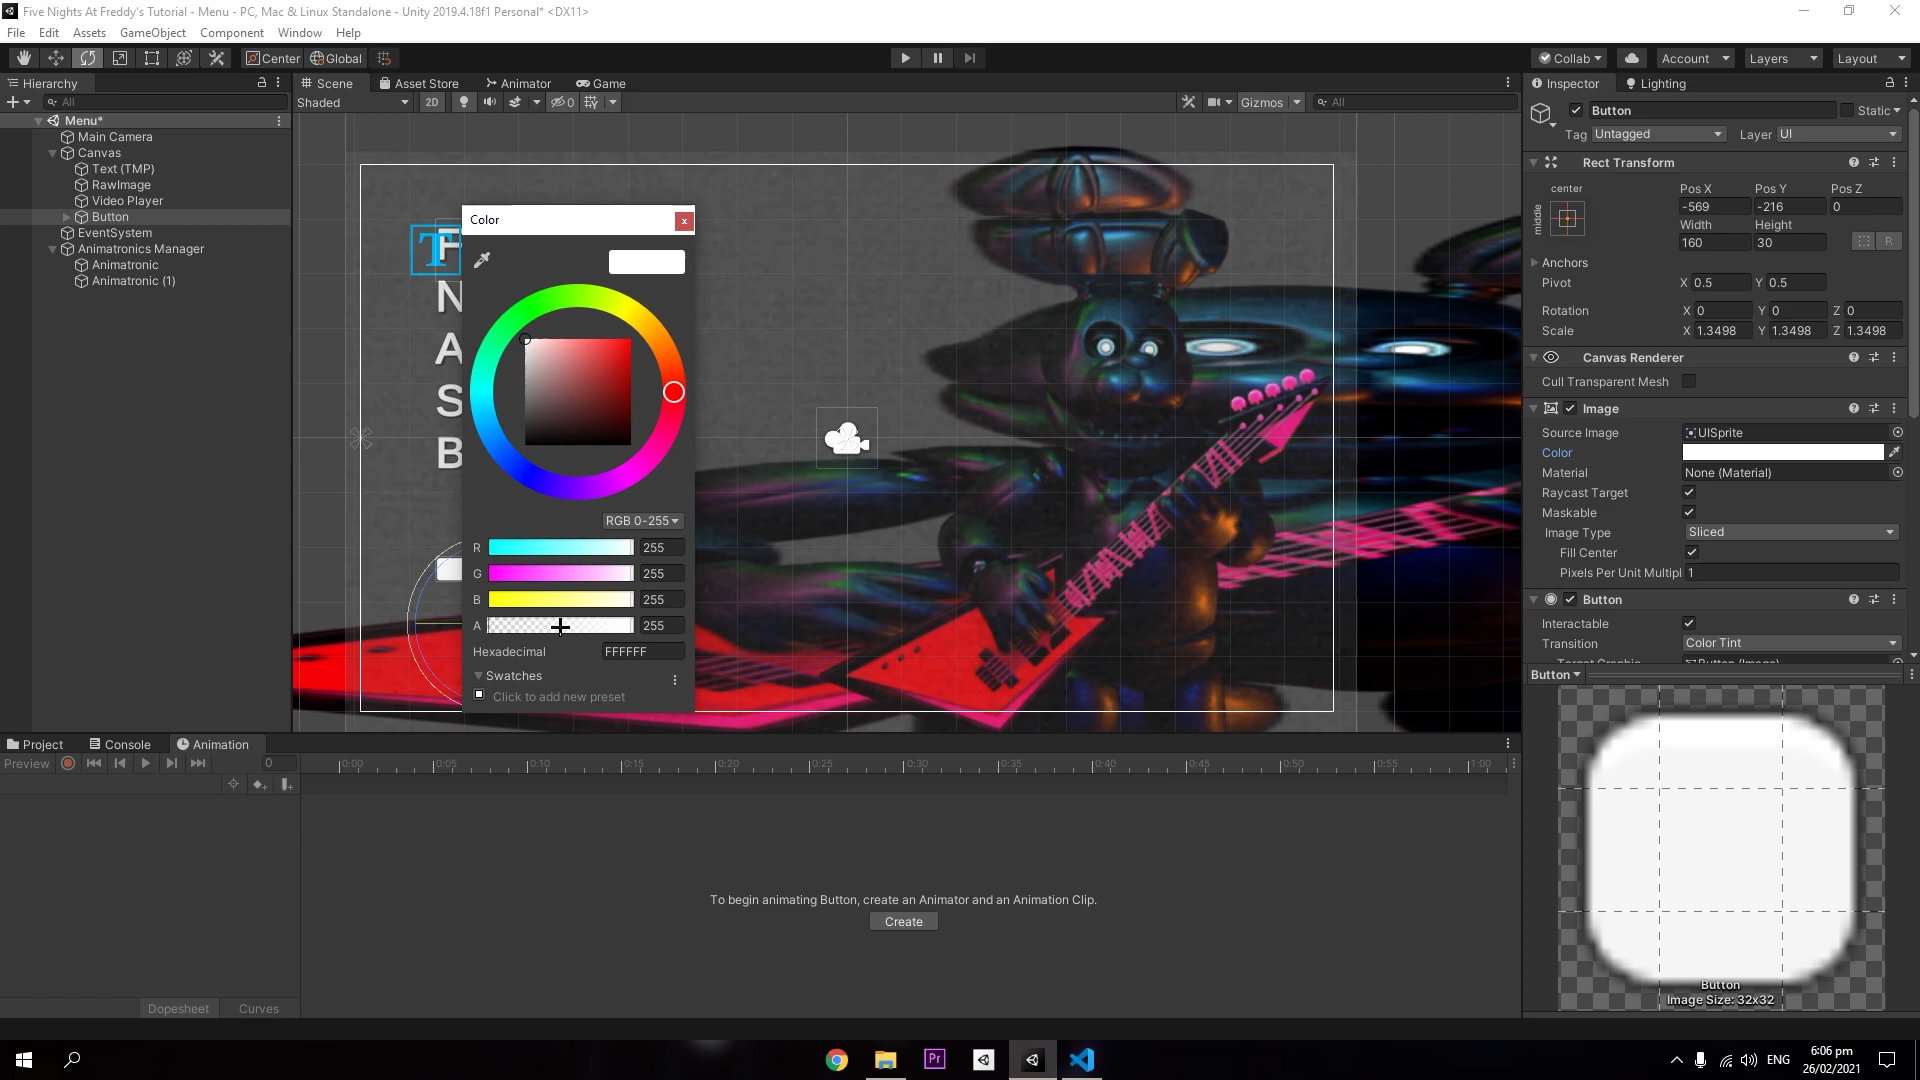 Five Nights At Freddy's Tutorial - Menu - PC, Mac & Linux Standalone - Unity 2019.4.18f1 Personal* <DX11>
File Edit Assets GameObject Component Window Help
Center Global Collab Account Layers Layout
Hierarchy Scene Asset Store Animator Game Inspector Lighting
All Shaded 2D 0 Gizmos All
Menu*
Main Camera
Canvas
Text (TMP)
RawImage
Video Player
Button
EventSystem
Animatronics Manager
Animatronic
Animatronic (1)
T
F
N
A
S
B
Color
RGB 0-255
R 255
G 255
B 255
A 255
Hexadecimal FFFFFF
Swatches
Click to add new preset
Button Static
Tag Untagged Layer UI
Rect Transform
center Pos X Pos Y Pos Z
middle -569 -216 0
Width Height
160 30 R
Anchors
Pivot X 0.5 Y 0.5
Rotation X 0 Y 0 Z 0
Scale X 1.3498 Y 1.3498 Z 1.3498
Canvas Renderer
Cull Transparent Mesh
Image
Source Image UISprite
Color
Material None (Material)
Raycast Target
Maskable
Image Type Sliced
Fill Center
Pixels Per Unit Multipl 1
Button
Interactable
Transition Color Tint
Target Graphic Button (Image)
Button
Button
Image Size: 32x32
Project Console Animation
Preview 0 0:00 0:05 0:10 0:15 0:20 0:25 0:30 0:35 0:40 0:45 0:50 0:55 1:00
To begin animating Button, create an Animator and an Animation Clip.
Create
Dopesheet Curves
Pr ENG 6:06 pm
26/02/2021